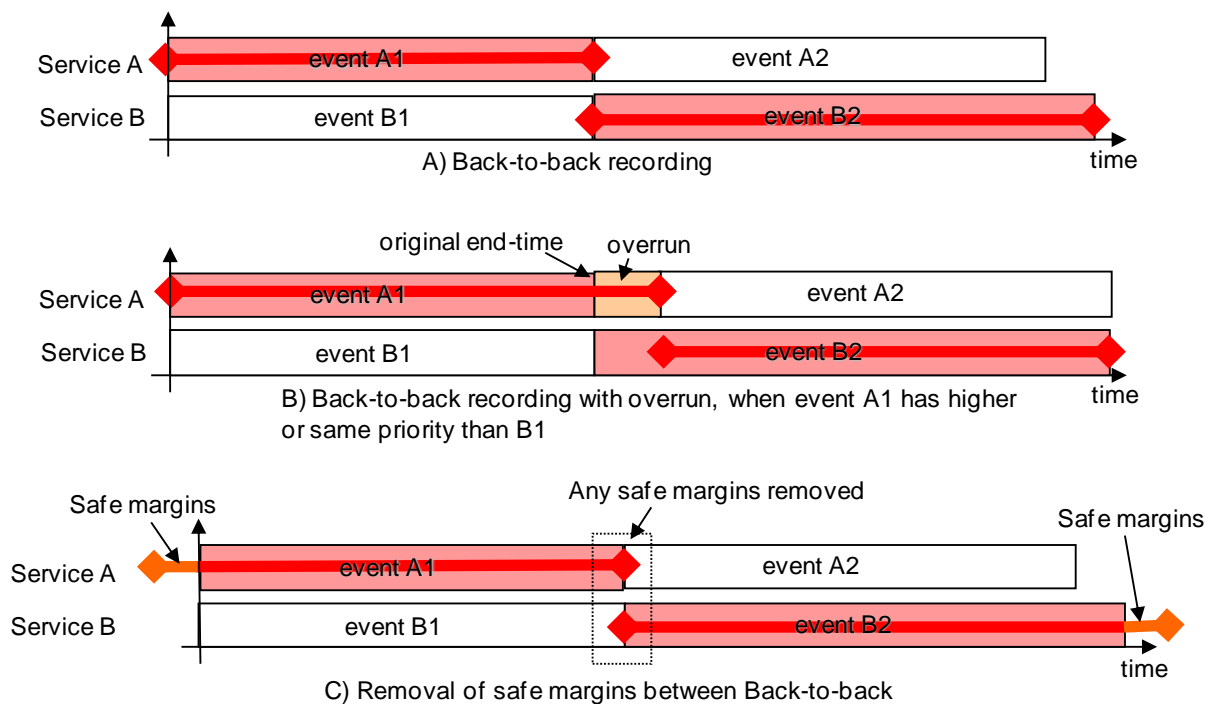 Service A
event A1
event A2
Service B
event B1
event B2
time
A) Back-to-back recording
original end-time
overrun
Service A
event A1
event A2
Service B
event B1
event B2
time
B) Back-to-back recording with overrun, when event A1 has higher
or same priority than B1
Safe margins
Any safe margins removed
Safe margins
Service A
event A1
event A2
Service B
event B1
event B2
time
C) Removal of safe margins between Back-to-back